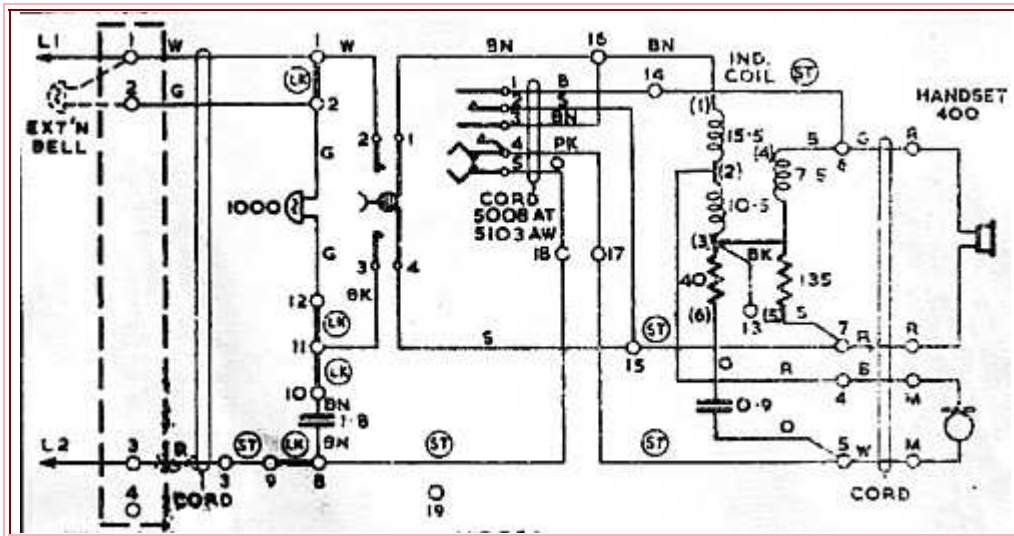 L1
1
W
1
W
BN
16
BN
LK
IND.
COIL
ST
2
G
2
1
B
14
HANDSET
400
EXT'N
BELL
2
S
3
BN
(1)
15·5
S
(4)
G
6
R
G
2
1
4
PK
5
(2)
7·5
1000
CORD
5008 AT
5103 AW
10·5
G
3
4
18
17
(3)
BK
BK
40
135
12
(6)
13
(5)
S
LK
ST
11
S
15
7
R
R
LK
10
O
R
4
B
M
BN
1·8
0·9
BN
ST
ST
O
L2
3
R
ST
LK
5
W
M
CORD
3
9
8
CORD
4
19